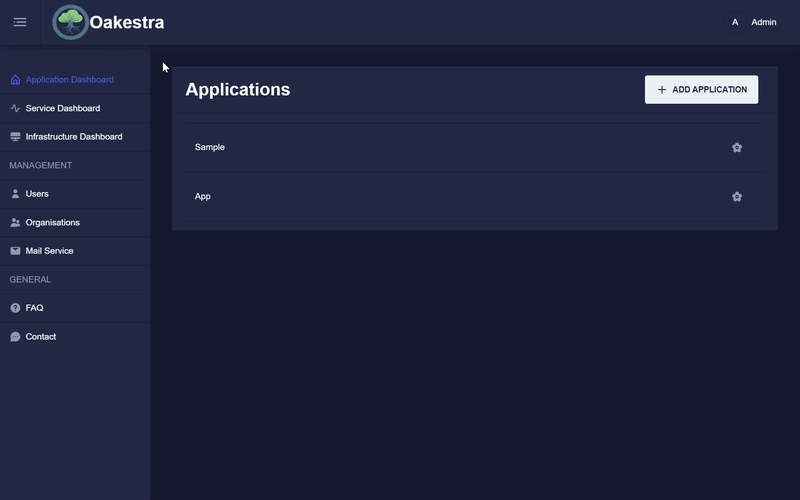 Oakestra
A Admin
Application Dashboard
Service Dashboard
Infrastructure Dashboard
MANAGEMENT
Users
Organisations
Mail Service
GENERAL
FAQ
Contact
Applications
+ ADD APPLICATION
Sample
App